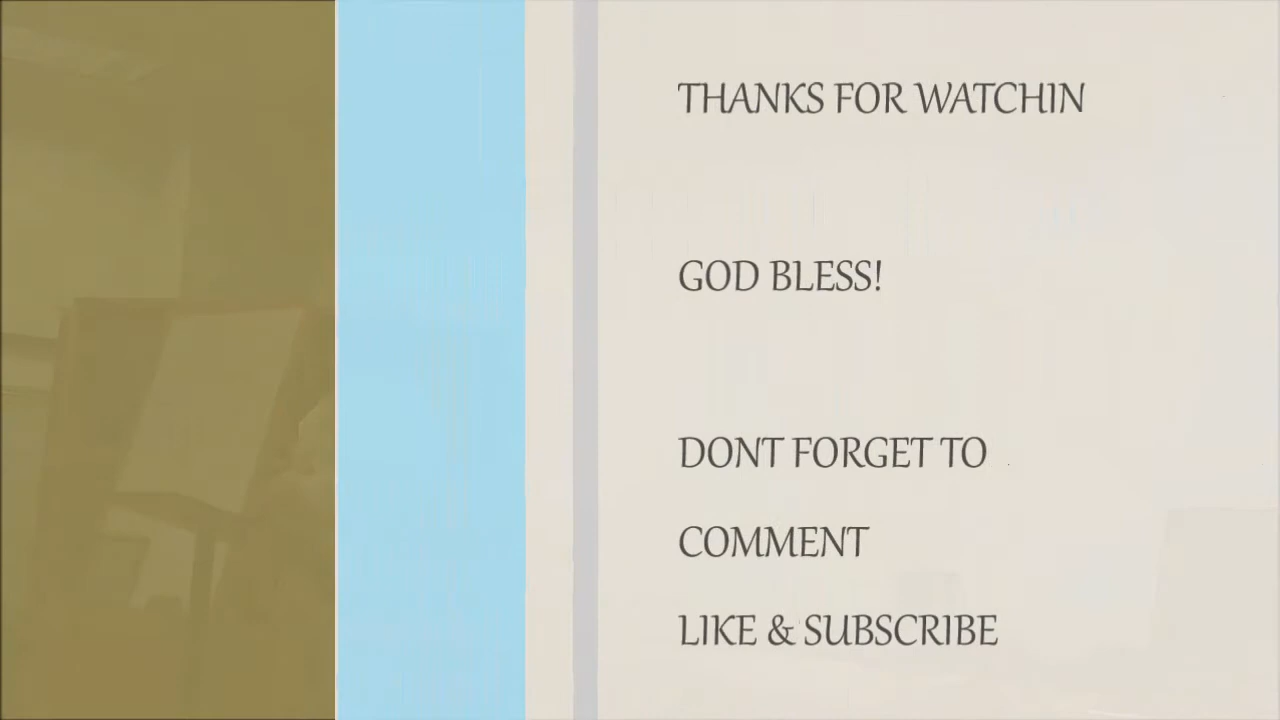 THANKS FOR WATCHIN
GOD BLESS!
DONT FORGET TO
COMMENT
LIKE & SUBSCRIBE